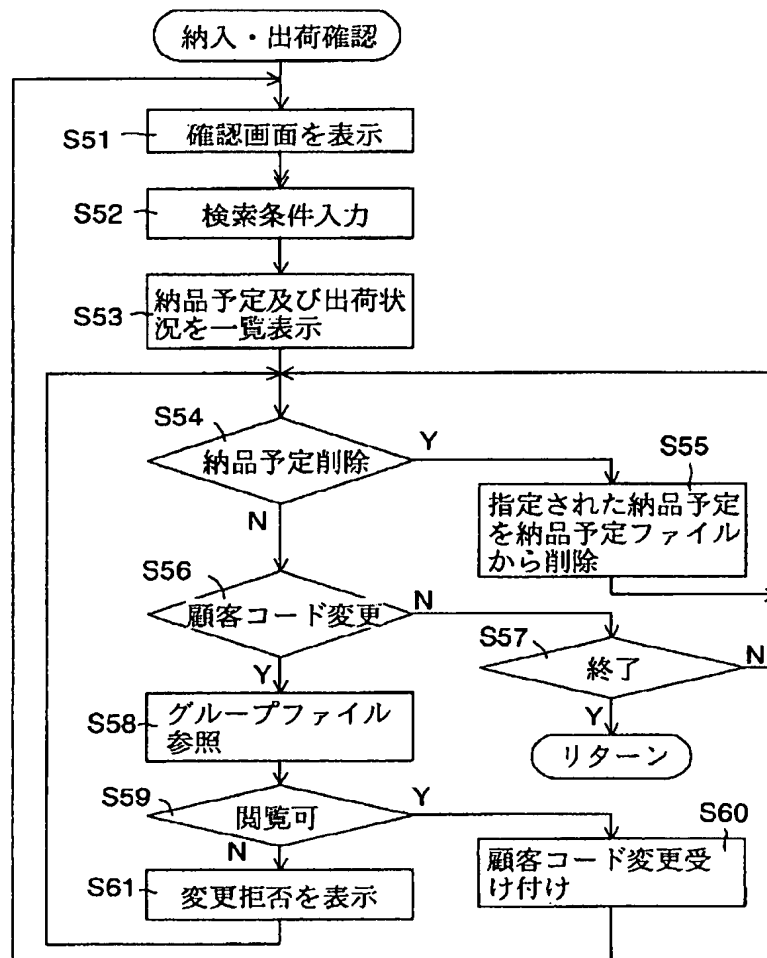 納入・出荷確認
S51
確認画面を表示
S52
検索条件入力
S53
納品予定及び出荷状
況を一覧表示
S54
納品予定削除
Y
N
S55
指定された納品予定
を納品予定ファイル
から削除
S56
顧客コード変更
N
Y
S57
終了
N
Y
リターン
S58
グループファイル
参照
S59
閲覧可
Y
N
S60
顧客コード変更受
け付け
S61
変更拒否を表示